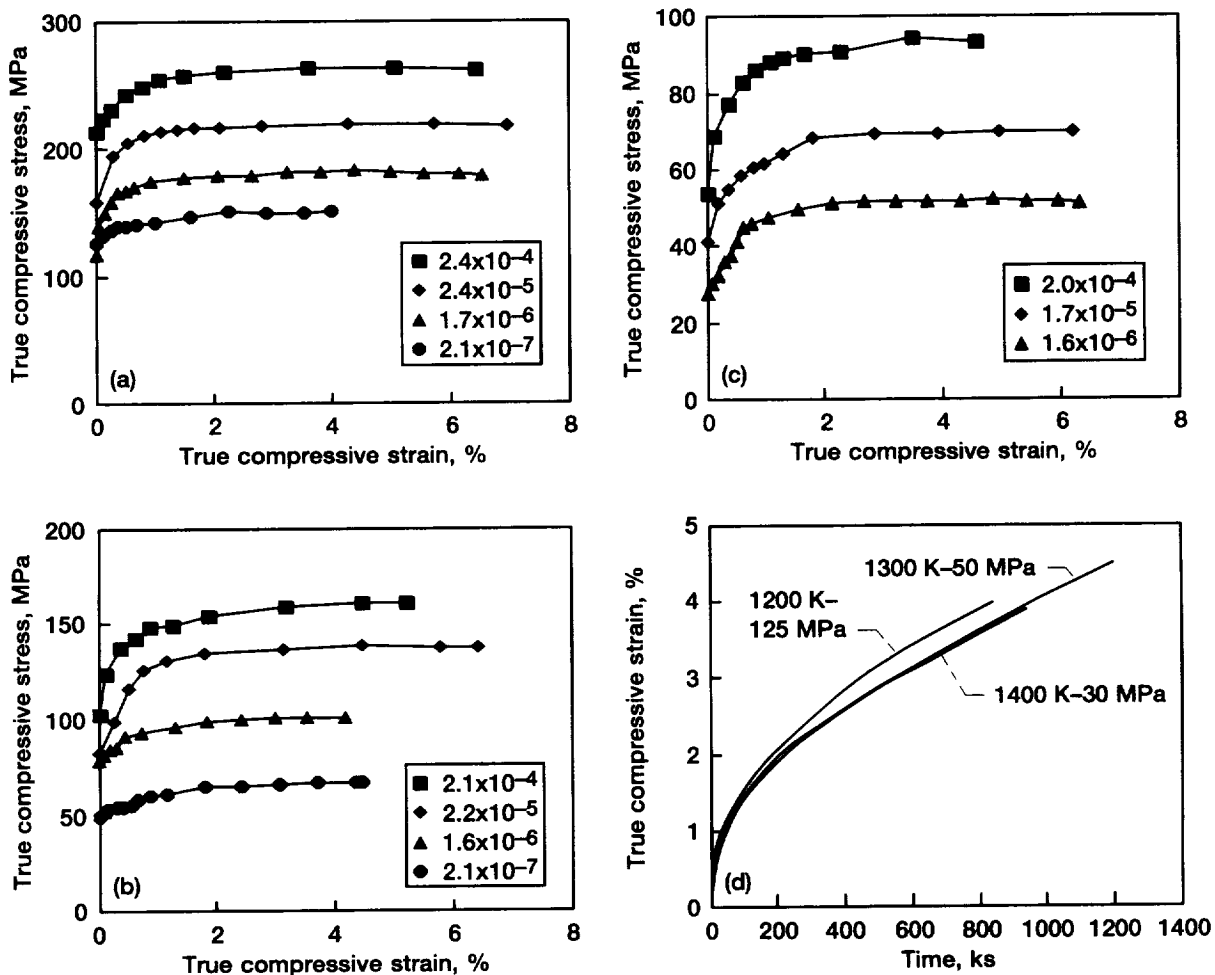 300
200
100
0
True compressive stress, MPa
(a)
2.4x10–4
2.4x10–5
1.7x10–6
2.1x10–7
0 2 4 6 8
True compressive strain, %
100
80
60
40
20
0
True compressive stress, MPa
(c)
2.0x10–4
1.7x10–5
1.6x10–6
0 2 4 6 8
True compressive strain, %
200
150
100
50
0
True compressive stress, MPa
(b)
2.1x10–4
2.2x10–5
1.6x10–6
2.1x10–7
0 2 4 6 8
True compressive strain, %
5
4
3
2
1
0
True compressive strain, %
1300 K–50 MPa
1200 K–
125 MPa
1400 K–30 MPa
(d)
0 200 400 600 800 1000 1200 1400
Time, ks